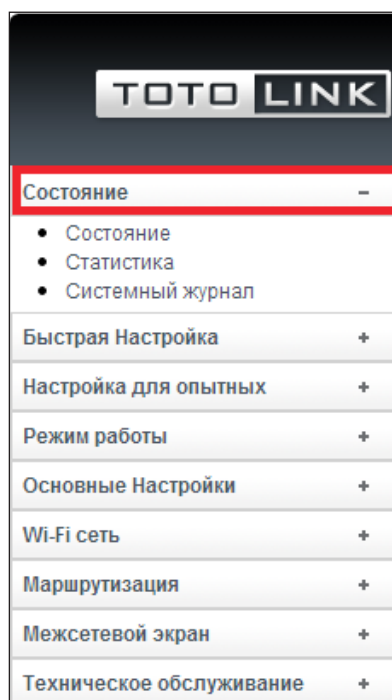 TOTO LINK
Состояние
Состояние
Статистика
Системный журнал
Быстрая Настройка
Настройка для опытных
Режим работы
Основные Настройки
Wi-Fi сеть
Маршрутизация
Межсетевой экран
Техническое обслуживание